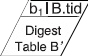 b₁‖B.tid
Digest
Table B'